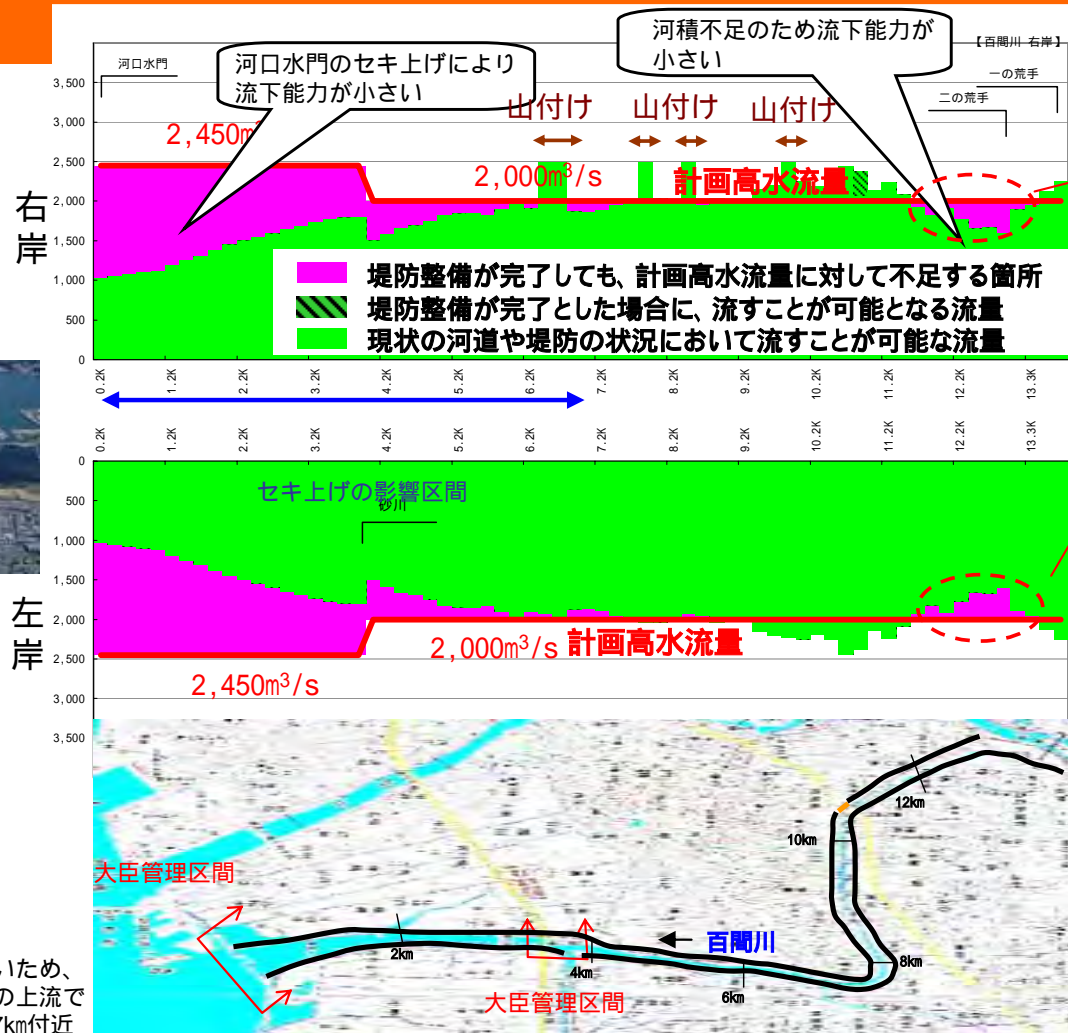 【百間川 右岸】
河口水門
河口水門のセキ上げにより
流下能力が小さい
河積不足のため流下能力が
小さい
一の荒手
二の荒手
山付け
山付け
山付け
2,450m³
2,000m³/s
計画高水流量
右岸
3,500
3,000
2,500
2,000
1,500
1,000
500
0
堤防整備が完了しても、計画高水流量に対して不足する箇所
堤防整備が完了とした場合に、流すことが可能となる流量
現状の河道や堤防の状況において流すことが可能な流量
0.2K 1.2K 2.2K 3.2K 4.2K 5.2K 6.2K 7.2K 8.2K 9.2K 10.2K 11.2K 12.2K 13.3K
0.2K 1.2K 2.2K 3.2K 4.2K 5.2K 6.2K 7.2K 8.2K 9.2K 10.2K 11.2K 12.2K 13.3K
0
500
1,000
1,500
2,000
2,500
3,000
3,500
セキ上げの影響区間
砂川
左岸
2,000m³/s 計画高水流量
2,450m³/s
大臣管理区間
大臣管理区間
百間川
2km
4km
6km
8km
10km
12km
いため、
の上流で
7km付近